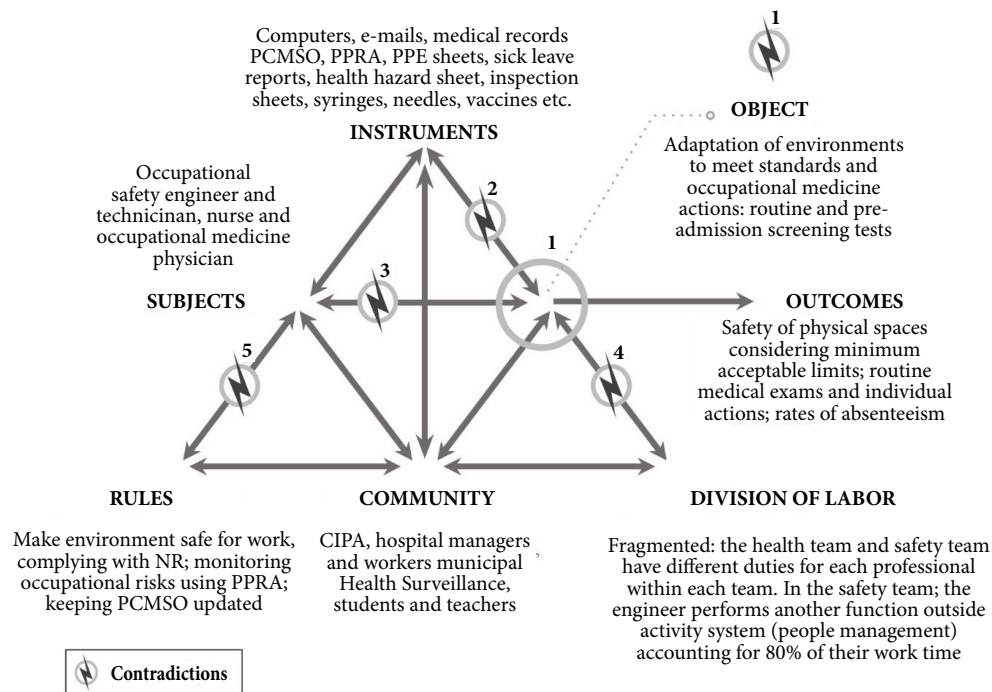 Computers, e-mails, medical records
PCMSO, PPRA, PPE sheets, sick leave
reports, health hazard sheet, inspection
sheets, syringes, needles, vaccines etc.
INSTRUMENTS
1
OBJECT
Adaptation of environments
to meet standards and
occupational medicine
actions: routine and pre-
admission screening tests
Occupational
safety engineer and
technicinan, nurse and
occupational medicine
physician
SUBJECTS
2
1
3
OUTCOMES
Safety of physical spaces
considering minimum
acceptable limits; routine
medical exams and individual
actions; rates of absenteeism
5
4
RULES
Make environment safe for work,
complying with NR; monitoring
occupational risks using PPRA;
keeping PCMSO updated
COMMUNITY
CIPA, hospital managers
and workers municipal ,
Health Surveillance,
students and teachers
DIVISION OF LABOR
Fragmented: the health team and safety team
have different duties for each professional
within each team. In the safety team; the
engineer performs another function outside
activity system (people management)
accounting for 80% of their work time
Contradictions